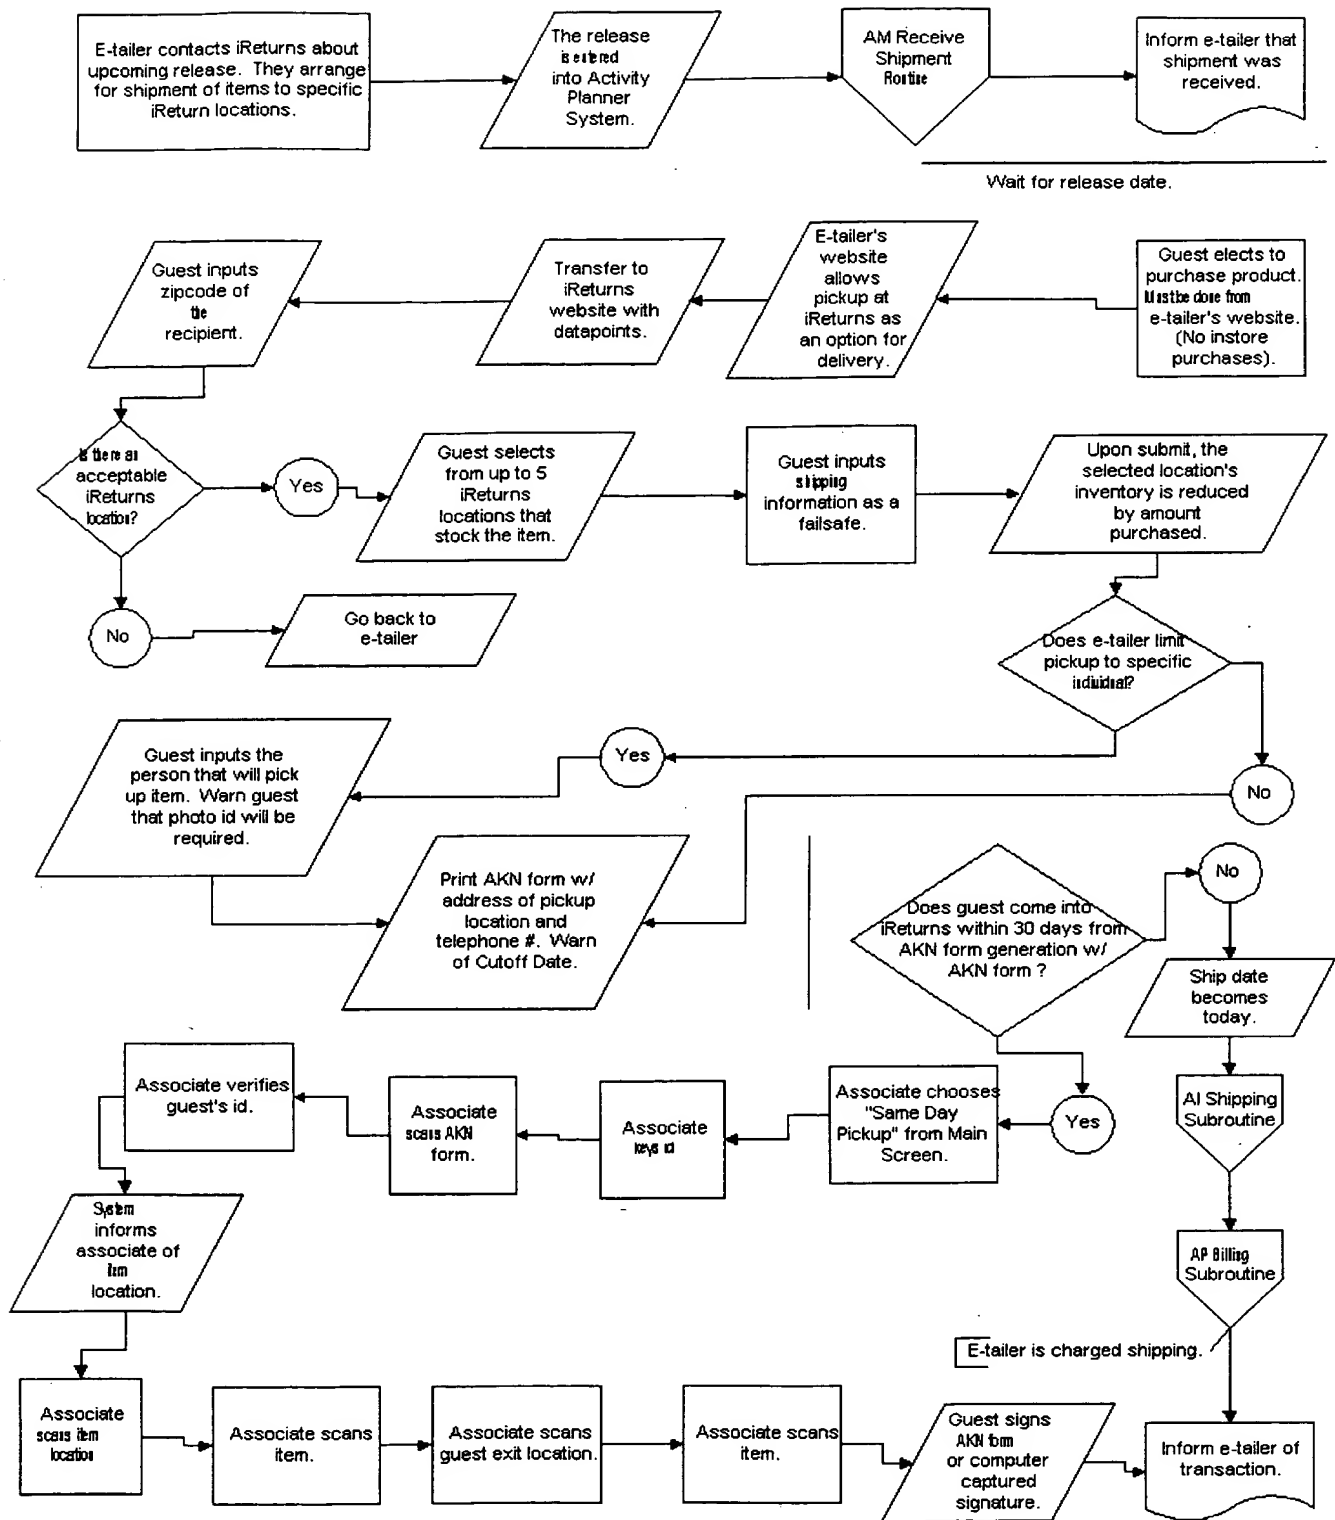 E-tailer contacts iReturns about
upcoming release. They arrange
for shipment of items to specific
iReturn locations.
The release
is entered
into Activity
Planner
System.
AM Receive
Shipment
Routine
Inform e-tailer that
shipment was
received.
Wait for release date.
Guest inputs
zipcode of
the
recipient.
Transfer to
iReturns
website with
datapoints.
E-tailer's
website
allows
pickup at
iReturns as
an option for
delivery.
Guest elects to
purchase product.
Must be done from
e-tailer's website.
(No instore
purchases).
Is there an
acceptable
iReturns
location?
Yes
Guest selects
from up to 5
iReturns
locations that
stock the item.
Guest inputs
shipping
information as a
failsafe.
Upon submit, the
selected location's
inventory is reduced
by amount
purchased.
No
Go back to
e-tailer
Does e-tailer limit
pickup to specific
individual?
Guest inputs the
person that will pick
up item. Warn guest
that photo id will be
required.
Yes
No
Print AKN form w/
address of pickup
location and
telephone #. Warn
of Cutoff Date.
Does guest come into
iReturns within 30 days from
AKN form generation w/
AKN form ?
No
Ship date
becomes
today.
Associate verifies
guest's id.
Associate
scans AKN
form.
Associate
keys id
Associate chooses
"Same Day
Pickup" from Main
Screen.
Yes
AI Shipping
Subroutine
System
informs
associate of
item
location.
AP Billing
Subroutine
E-tailer is charged shipping.
Associate
scans item
location
Associate scans
item.
Associate scans
guest exit location.
Associate scans
item.
Guest signs
AKN form
or computer
captured
signature.
Inform e-tailer of
transaction.